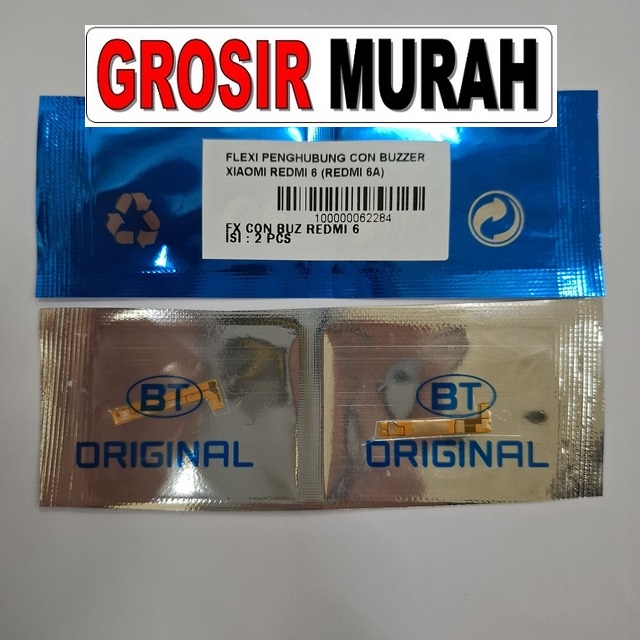 GROSIR MURAH
FLEXI PENGHUBUNG CON BUZZER
XIAOMI REDMI 6 (REDMI 6A)
100000062284
FX CON BUZ REDMI 6
ISI : 2 PCS
BT
ORIGINAL
BT
ORIGINAL